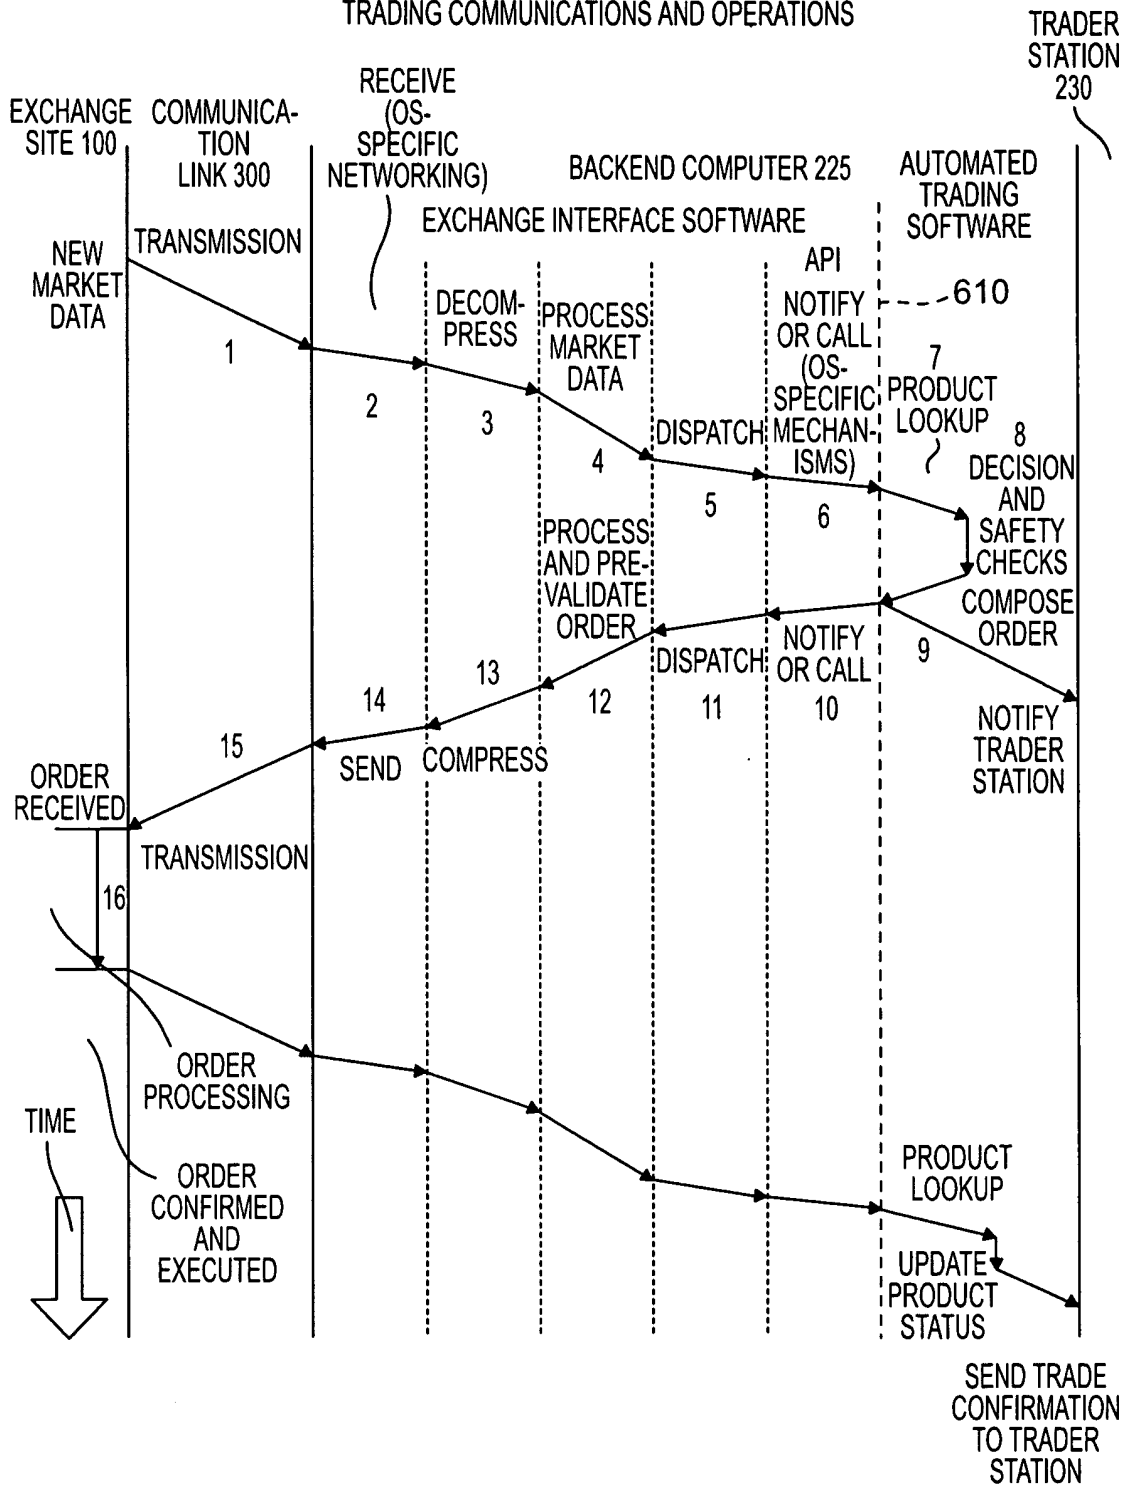 TRADING COMMUNICATIONS AND OPERATIONS
TRADER
STATION
230
EXCHANGE
SITE 100
COMMUNICA-
TION
LINK 300
RECEIVE
(OS-
SPECIFIC
NETWORKING)
BACKEND COMPUTER 225
AUTOMATED
TRADING
SOFTWARE
EXCHANGE INTERFACE SOFTWARE
NEW
MARKET
DATA
TRANSMISSION
1
2
DECOM-
PRESS
3
PROCESS
MARKET
DATA
4
DISPATCH
5
API
NOTIFY
OR CALL
(OS-
SPECIFIC
MECHAN-
ISMS)
6
610
7
PRODUCT
LOOKUP
8
DECISION
AND
SAFETY
CHECKS
COMPOSE
ORDER
9
NOTIFY
TRADER
STATION
NOTIFY
OR CALL
10
DISPATCH
11
PROCESS
AND PRE-
VALIDATE
ORDER
12
13
COMPRESS
14
SEND
15
TRANSMISSION
ORDER
RECEIVED
16
ORDER
PROCESSING
TIME
ORDER
CONFIRMED
AND
EXECUTED
PRODUCT
LOOKUP
UPDATE
PRODUCT
STATUS
SEND TRADE
CONFIRMATION
TO TRADER
STATION